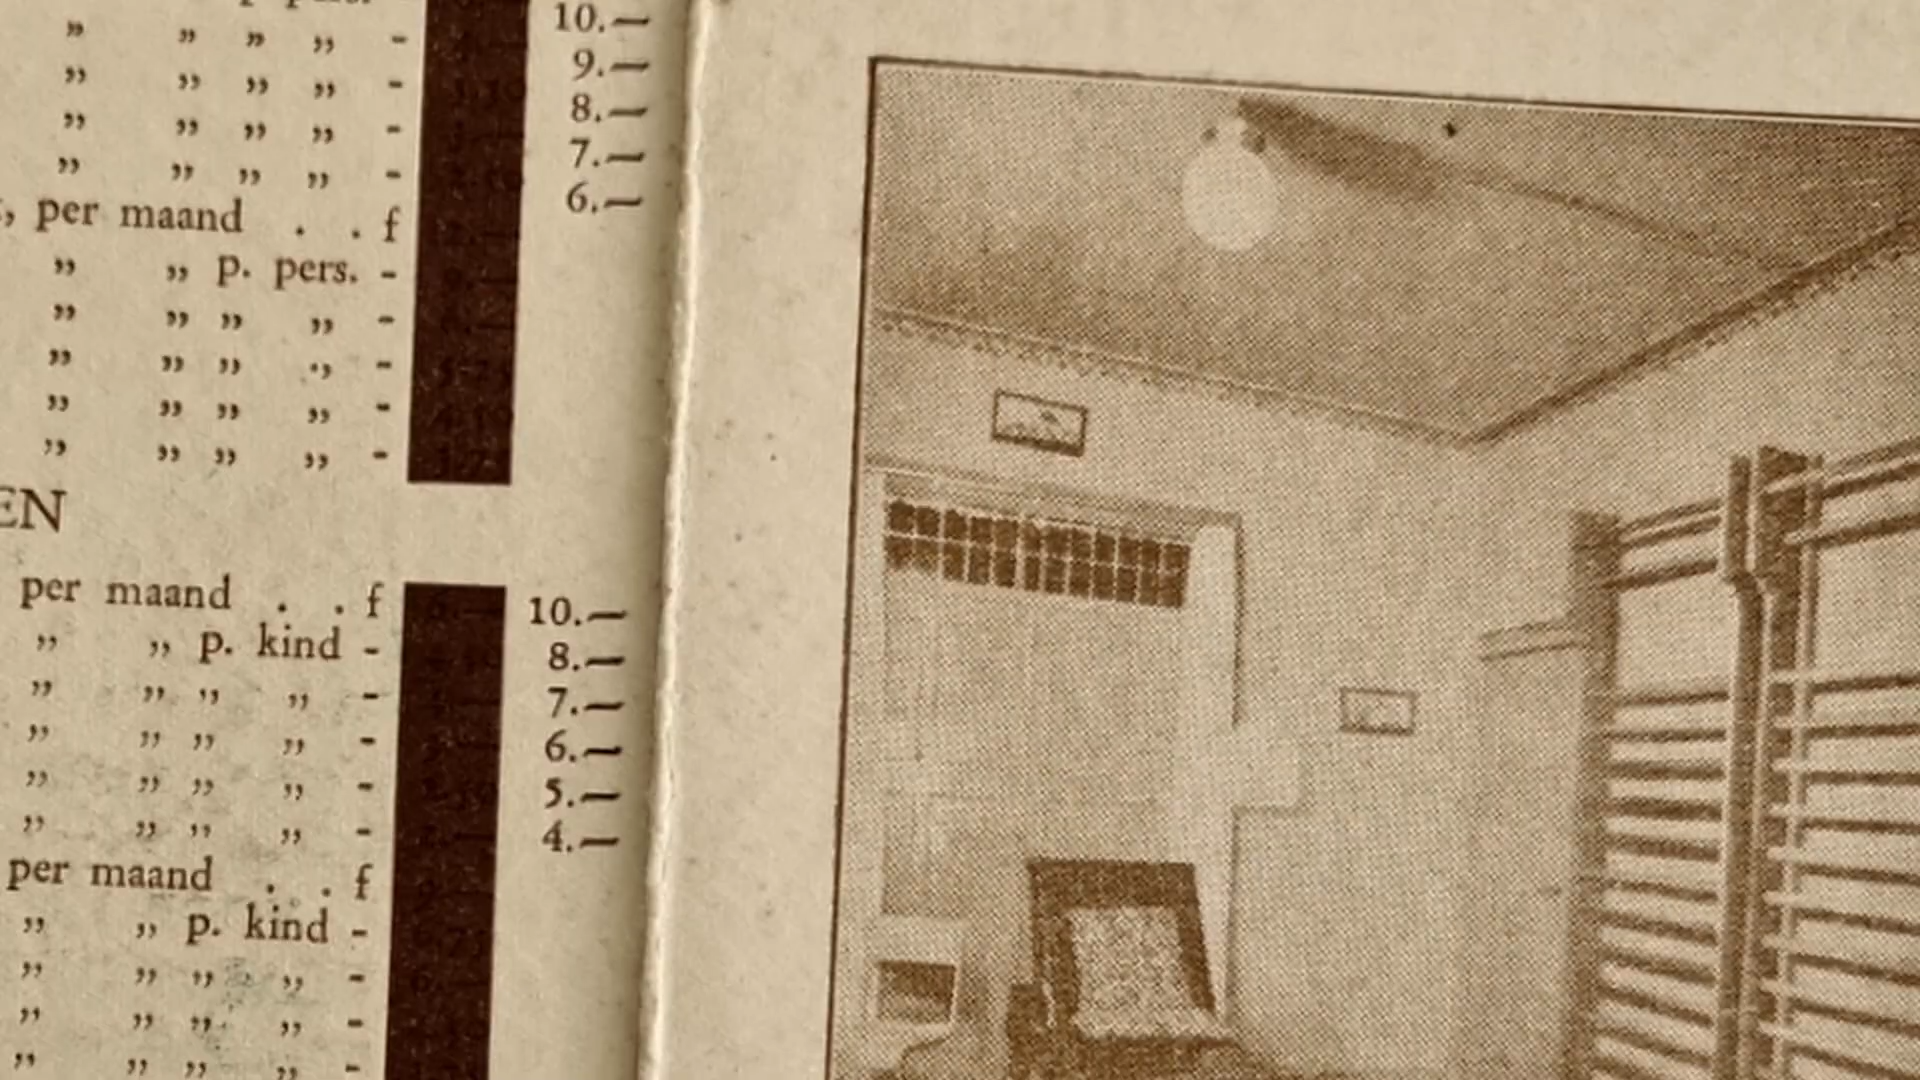 „ „ „ „ - 10.—
„ „ „ „ - 9.—
„ „ „ „ - 8.—
„ „ „ „ - 7.—
, per maand . . f 6.—
„ „ p. pers. -
„ „ „ „ -
„ „ „ „ -
„ „ „ „ -
„ „ „ „ -
EN
per maand . . f 10.—
„ „ p. kind - 8.—
„ „ „ „ - 7.—
„ „ „ „ - 6.—
„ „ „ „ - 5.—
„ „ „ „ - 4.—
per maand . . f
„ „ p. kind -
„ „ „ „ -
„ „ „ „ -
„ „ „ „ -